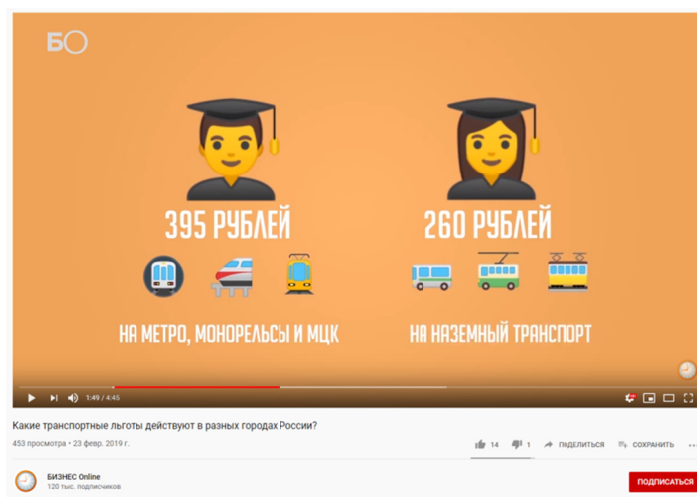 БО
395 РУБЛЕЙ
260 РУБЛЕЙ
НА МЕТРО, МОНОРЕЛЬСЫ И МЦК
НА НАЗЕМНЫЙ ТРАНСПОРТ
1:49 / 4:45
Какие транспортные льготы действуют в разных городах России?
453 просмотра • 23 февр. 2019 г.
14
1
ПОДЕЛИТЬСЯ
СОХРАНИТЬ
БИЗНЕС Online
120 тыс. подписчиков
ПОДПИСАТЬСЯ